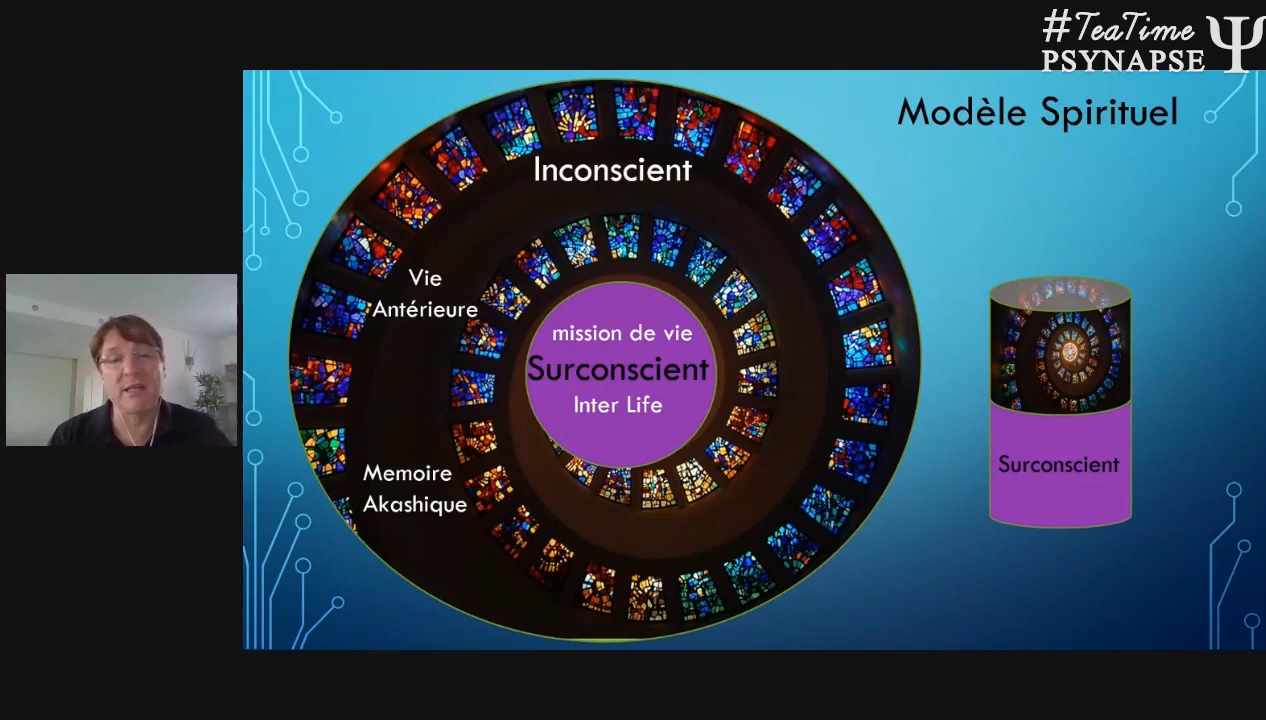 #TeaTime
PSYNAPSE Ψ
Modèle Spirituel
Inconscient
Vie
Antérieure
mission de vie
Surconscient
Inter Life
Memoire
Akashique
Surconscient